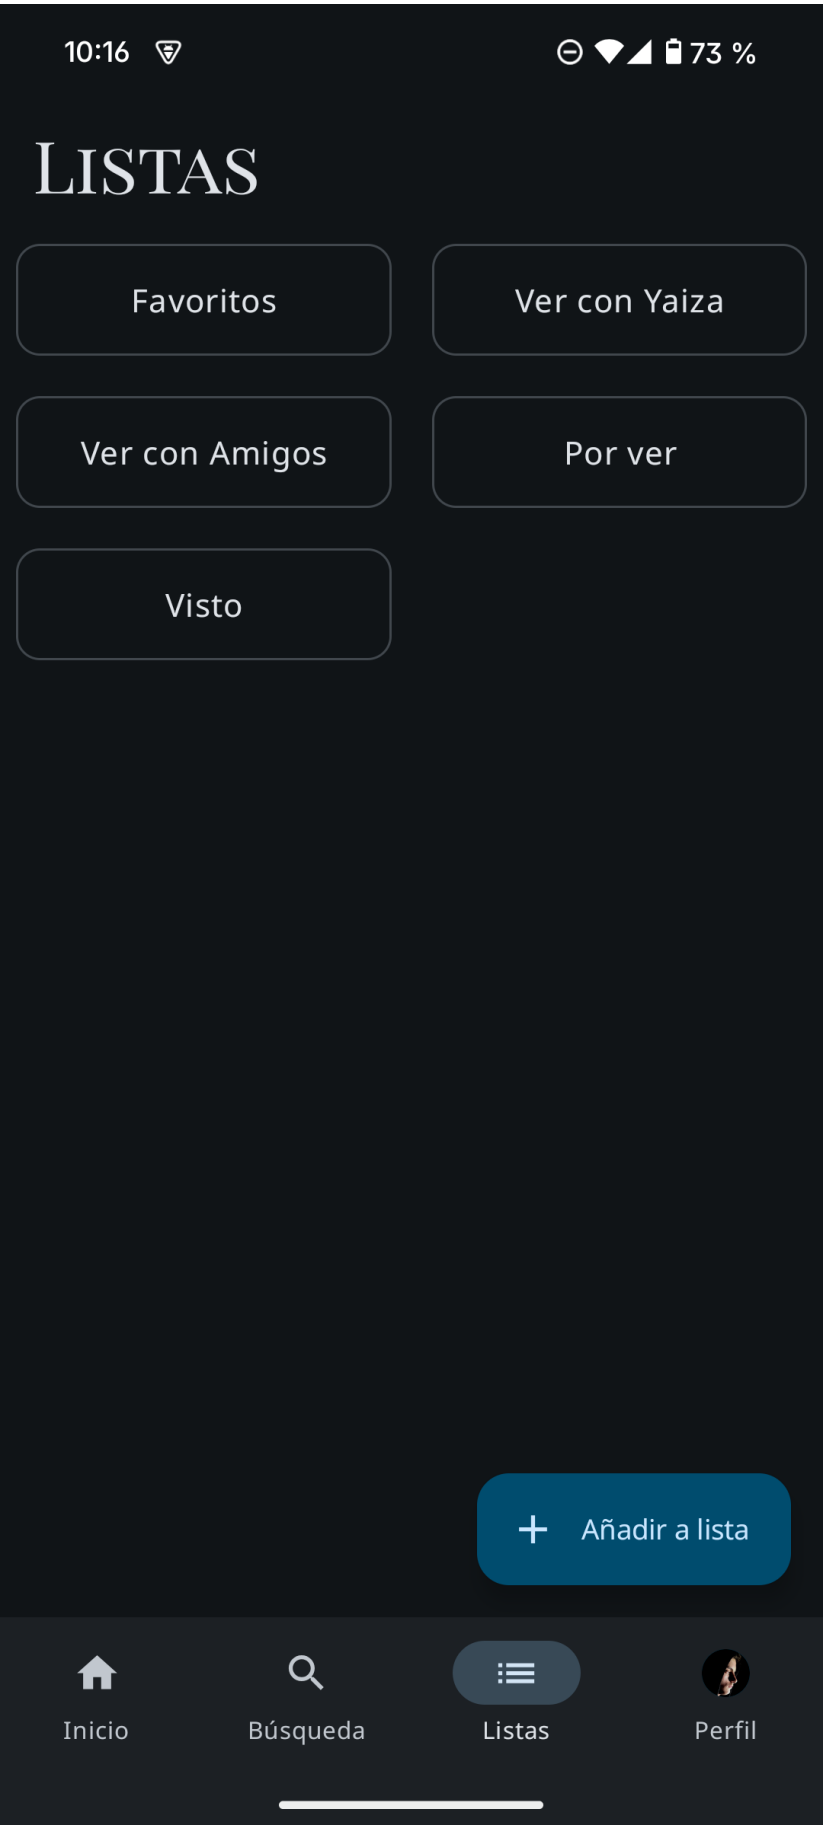 10:16 73 %
Listas
Favoritos Ver con Yaiza
Ver con Amigos Por ver
Visto
Añadir a lista
Inicio Búsqueda Listas Perfil